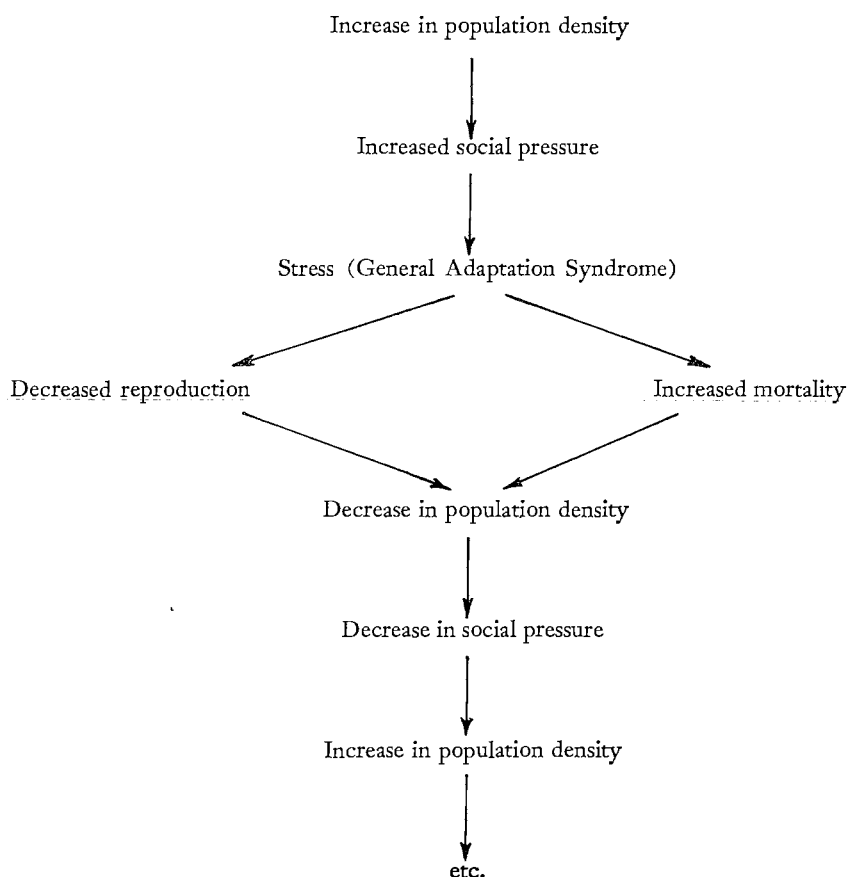 Increase in population density
Increased social pressure
Stress (General Adaptation Syndrome)
Decreased reproduction
Increased mortality
Decrease in population density
Decrease in social pressure
Increase in population density
etc.